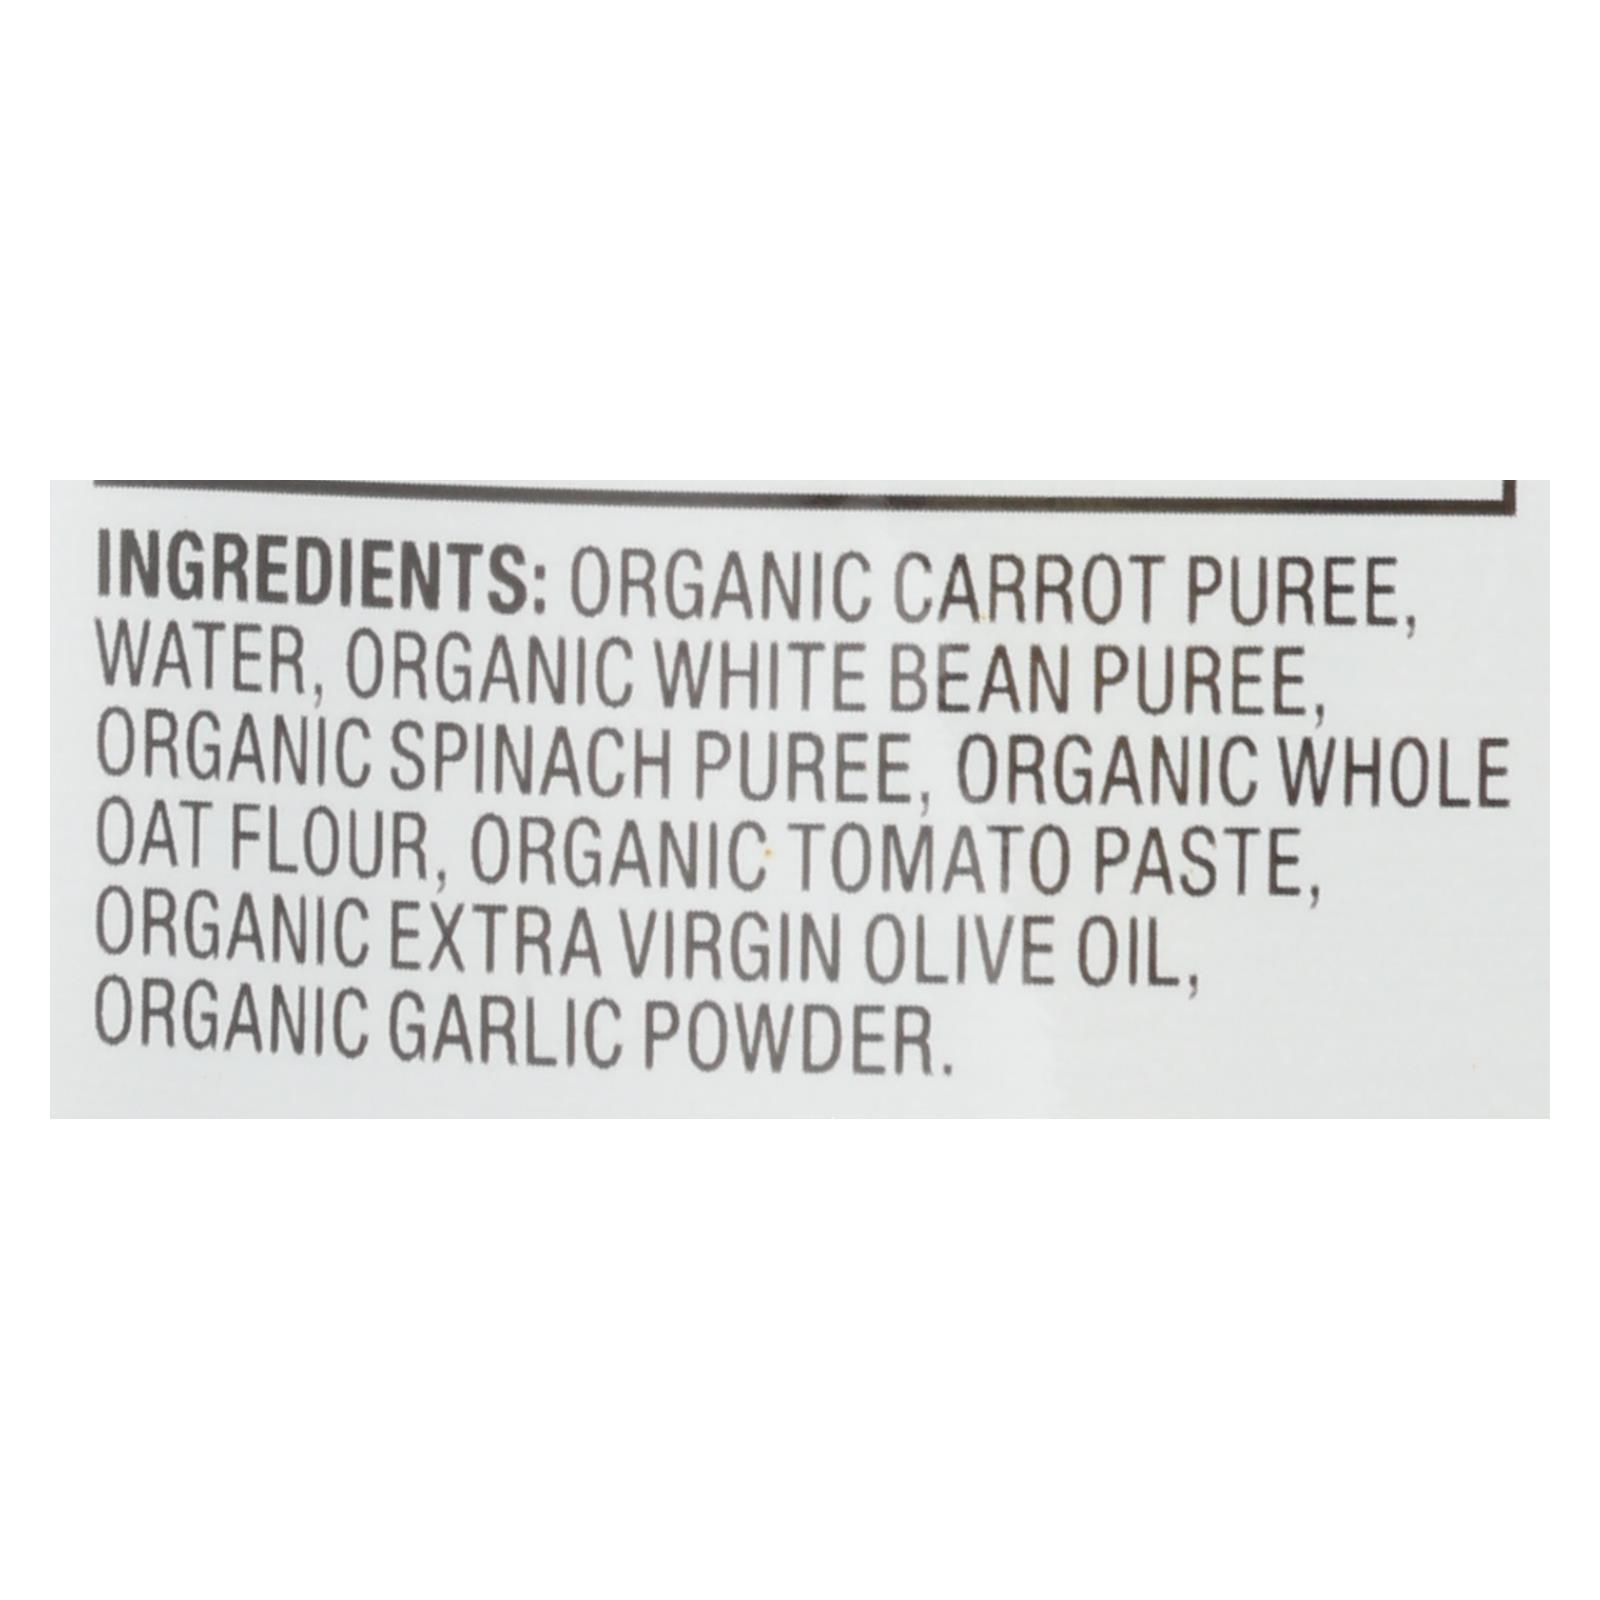 INGREDIENTS: ORGANIC CARROT PUREE,
WATER, ORGANIC WHITE BEAN PUREE,
ORGANIC SPINACH PUREE, ORGANIC WHOLE
OAT FLOUR, ORGANIC TOMATO PASTE,
ORGANIC EXTRA VIRGIN OLIVE OIL,
ORGANIC GARLIC POWDER.